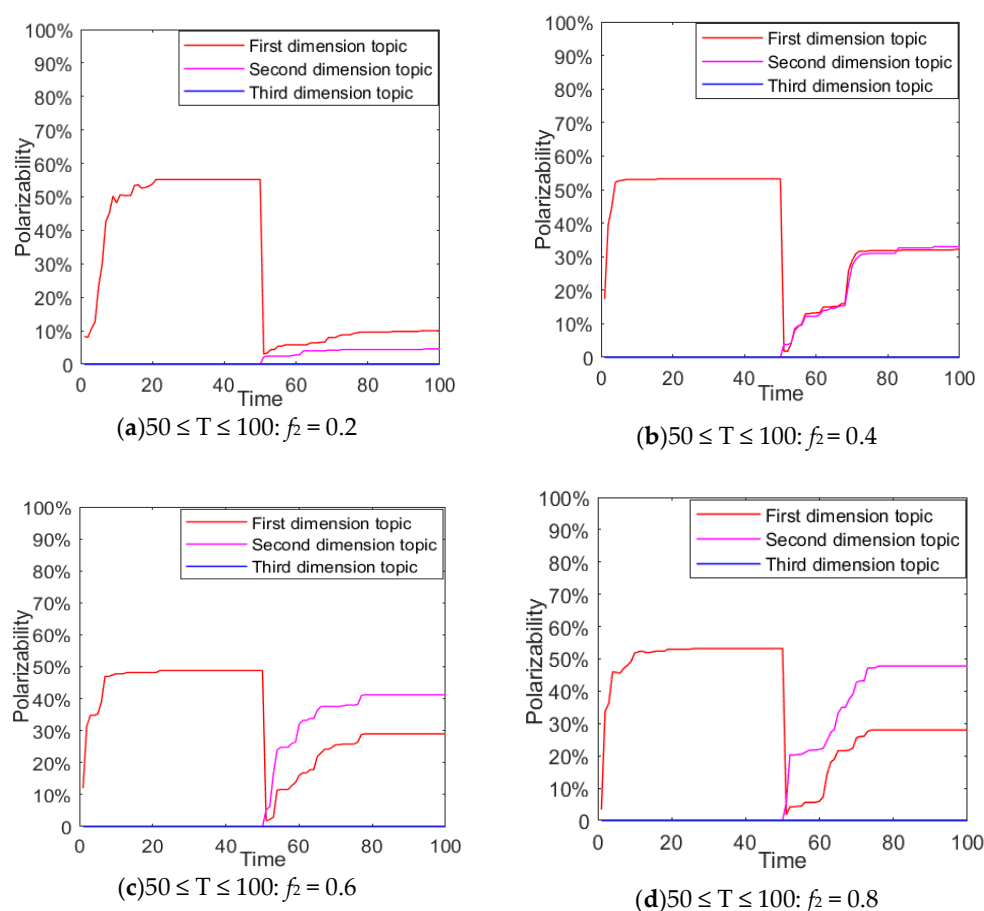 100%
90%
80%
70%
60%
50%
40%
30%
20%
10%
0
Polarizability
First dimension topic
Second dimension topic
Third dimension topic
0 20 40 60 80 100
Time
(a)50 ≤ T ≤ 100: f2 = 0.2
100%
90%
80%
70%
60%
50%
40%
30%
20%
10%
0
Polarizability
First dimension topic
Second dimension topic
Third dimension topic
0 20 40 60 80 100
Time
(b)50 ≤ T ≤ 100: f2 = 0.4
100%
90%
80%
70%
60%
50%
40%
30%
20%
10%
0
Polarizability
First dimension topic
Second dimension topic
Third dimension topic
0 20 40 60 80 100
Time
(c)50 ≤ T ≤ 100: f2 = 0.6
100%
90%
80%
70%
60%
50%
40%
30%
20%
10%
0
Polarizability
First dimension topic
Second dimension topic
Third dimension topic
0 20 40 60 80 100
Time
(d)50 ≤ T ≤ 100: f2 = 0.8